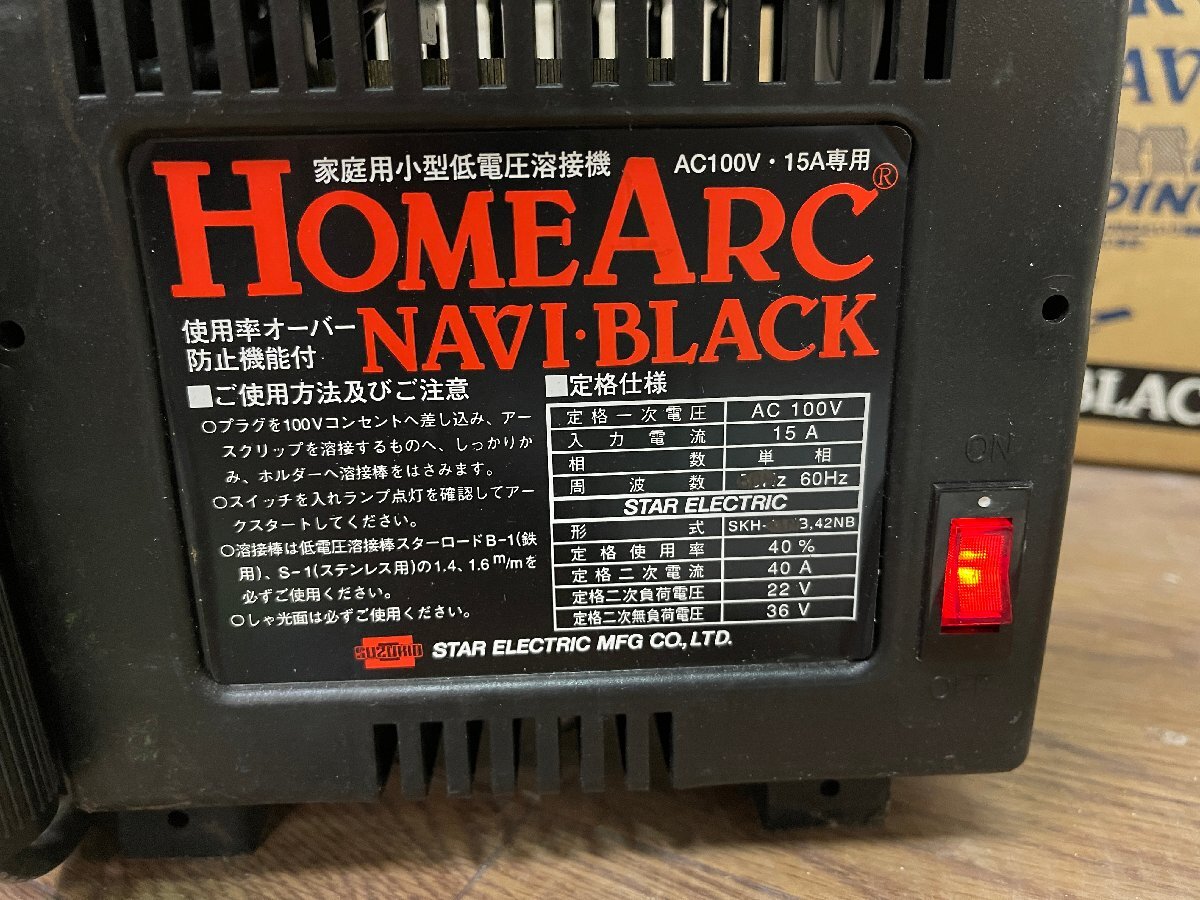 家庭用小型低電圧溶接機 AC100V・15A専用
HOMEARC®
使用率オーバー
防止機能付
NAVI・BLACK
■ご使用方法及びご注意
○プラグを100Vコンセントへ差し込み、アー
スクリップを溶接するものへ、しっかりか
み、ホルダーへ溶接棒をはさみます。
○スイッチを入れランプ点灯を確認してアー
クスタートしてください。
○溶接棒は低電圧溶接棒スターロードB-1(鉄
用)、S-1(ステンレス用)の1.4、1.6m/mを
必ずご使用ください。
○しゃ光面は必ずご使用ください。
■定格仕様
定格一次電圧 AC 100V
入力電流 15 A
相数 単相
周波数 60Hz
STAR ELECTRIC
形式 SKH- 3,42NB
定格使用率 40 %
定格二次電流 40 A
定格二次負荷電圧 22 V
定格二次無負荷電圧 36 V
SUZUKID STAR ELECTRIC MFG CO.,LTD.
ON
OFF
AV
DING
BLAC